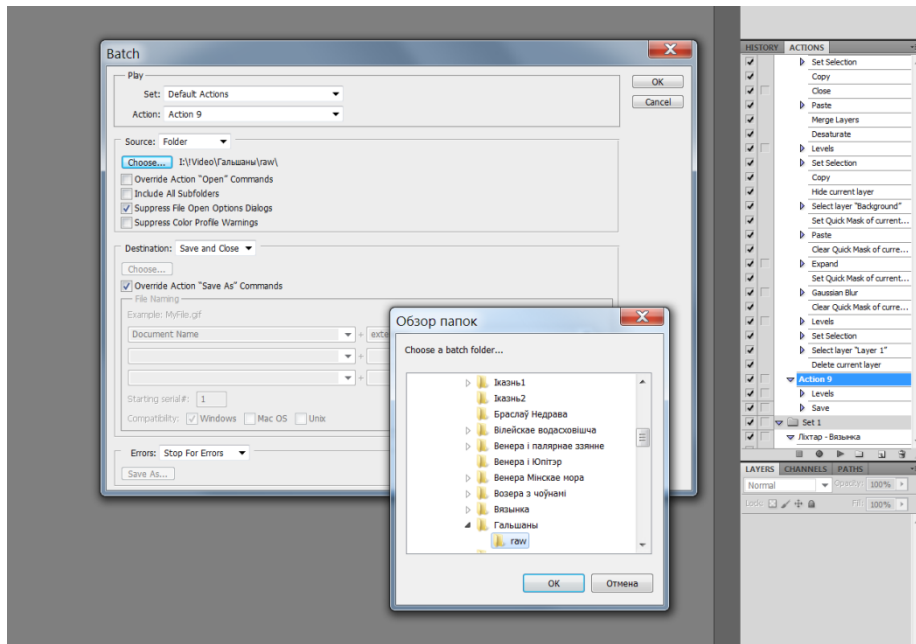 Batch
Play
Set: Default Actions
Action: Action 9
OK
Cancel
Source: Folder
Choose... I:\!Video\Гальшаны\raw\
Override Action "Open" Commands
Include All Subfolders
Suppress File Open Options Dialogs
Suppress Color Profile Warnings
Destination: Save and Close
Choose...
Override Action "Save As" Commands
File Naming
Example: MyFile.gif
Document Name + exte
+
+
Starting serial#: 1
Compatibility: Windows Mac OS Unix
Errors: Stop For Errors
Save As...
Обзор папок
Choose a batch folder...
Іказнь1
Іказнь2
Браслаў Недрава
Вілейскае водасховішча
Венера і палярнае ззянне
Венера і Юпітэр
Венера Мінскае мора
Возера з чоўнамі
Вязынка
Гальшаны
raw
OK
Отмена
HISTORY ACTIONS
Set Selection
Copy
Close
Paste
Merge Layers
Desaturate
Levels
Set Selection
Copy
Hide current layer
Select layer "Background"
Set Quick Mask of current...
Paste
Clear Quick Mask of curre...
Expand
Set Quick Mask of current...
Gaussian Blur
Clear Quick Mask of curre...
Levels
Set Selection
Select layer "Layer 1"
Delete current layer
Action 9
Levels
Save
Set 1
Ліхтар - Вязынка
LAYERS CHANNELS PATHS
Normal Opacity: 100%
Lock: Fill: 100%